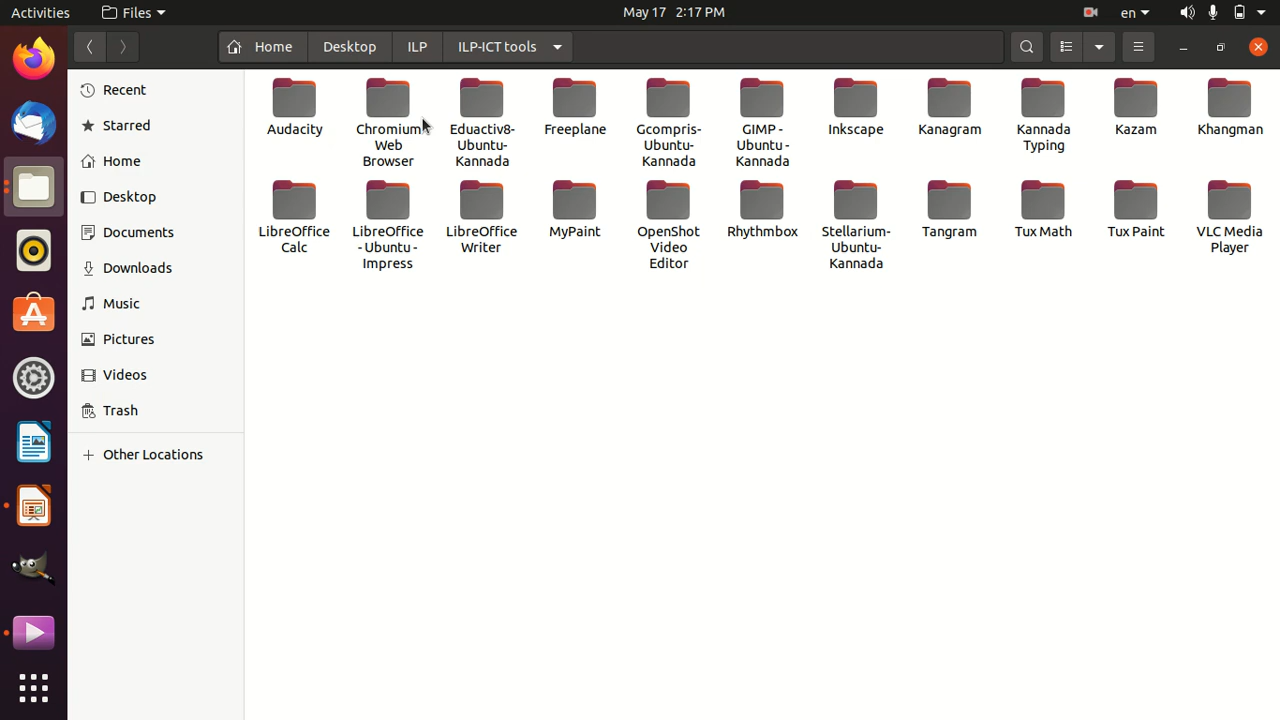 Activities Files May 17 2:17 PM en
Home Desktop ILP ILP-ICT tools
Recent
Starred
Home
Desktop
Documents
Downloads
Music
Pictures
Videos
Trash
Other Locations
Audacity
Chromium-
Web
Browser
Eduactiv8-
Ubuntu-
Kannada
Freeplane
Gcompris-
Ubuntu-
Kannada
GIMP -
Ubuntu -
Kannada
Inkscape
Kanagram
Kannada
Typing
Kazam
Khangman
LibreOffice
Calc
LibreOffice
- Ubuntu -
Impress
LibreOffice
Writer
MyPaint
OpenShot
Video
Editor
Rhythmbox
Stellarium-
Ubuntu-
Kannada
Tangram
Tux Math
Tux Paint
VLC Media
Player